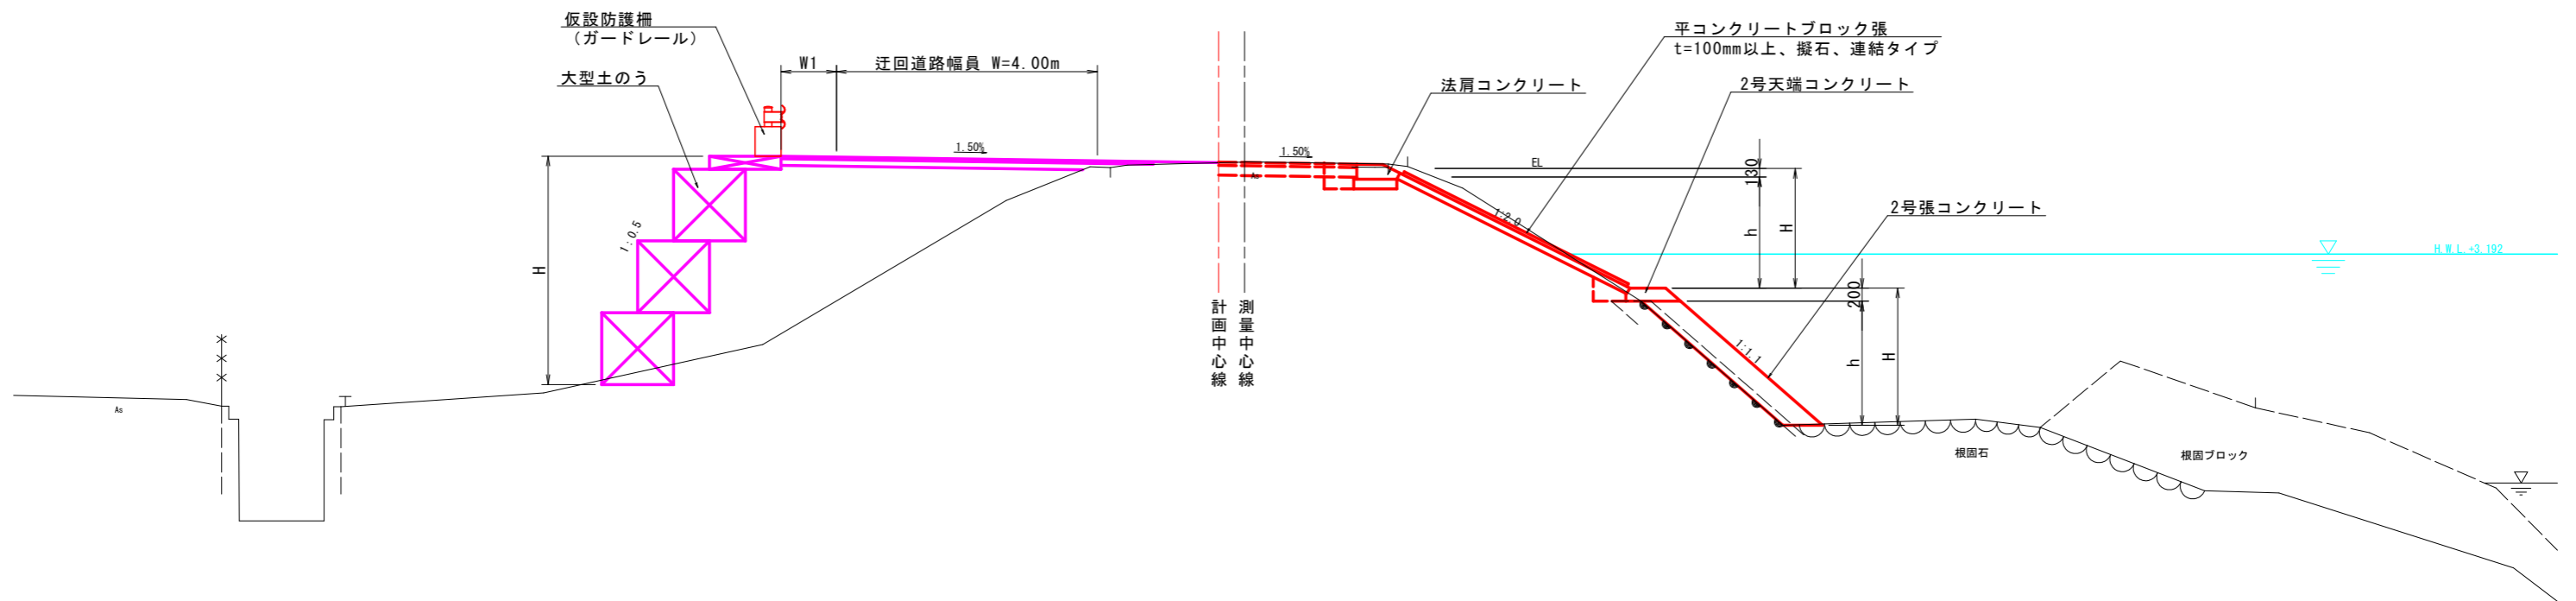 仮設防護柵
（ガードレール）
大型土のう
W1
迂回道路幅員 W=4.00m
平コンクリートブロック張
t=100mm以上、擬石、連結タイプ
法肩コンクリート
2号天端コンクリート
1.50%
1.50%
EL
130
As
H
h
H
1:0.5
1:2.0
2号張コンクリート
H.W.L.+3.192
200
計画中心線
測量中心線
1:1.1
h
H
As
根固石
根固ブロック